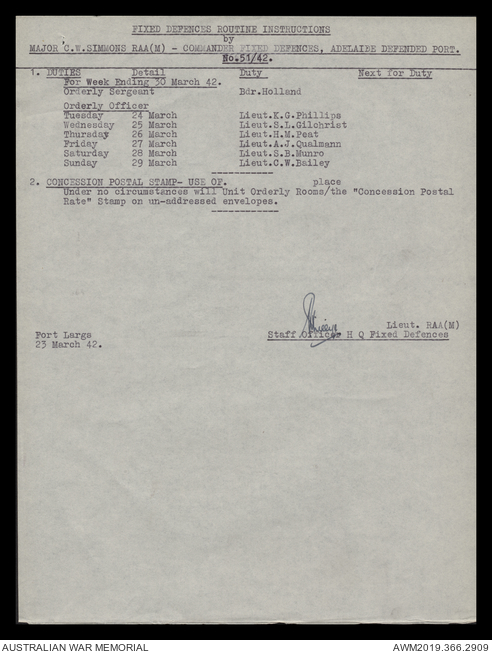 FIXED DEFENCES ROUTINE INSTRUCTIONS
by
MAJOR C.W.SIMMONS RAA(M) - COMMANDER FIXED DEFENCES, ADELAIDE DEFENDED PORT.
No.51/42.
1. DUTIES Detail Duty Next for Duty
For Week Ending 30 March 42.
Orderly Sergeant Bdr.Holland
Orderly Officer
Tuesday 24 March Lieut.K.G.Phillips
Wednesday 25 March Lieut.S.L.Gilchrist
Thursday 26 March Lieut.H.M.Peat
Friday 27 March Lieut.A.J.Qualmann
Saturday 28 March Lieut.S.B.Munro
Sunday 29 March Lieut.C.W.Bailey
------------
2. CONCESSION POSTAL STAMP- USE OF. place
Under no circumstances will Unit Orderly Rooms/the "Concession Postal
Rate" Stamp on un-addressed envelopes.
------------
Lieut. RAA(M)
Fort Largs Staff Officer H Q Fixed Defences
23 March 42.
AUSTRALIAN WAR MEMORIAL AWM2019.366.2909